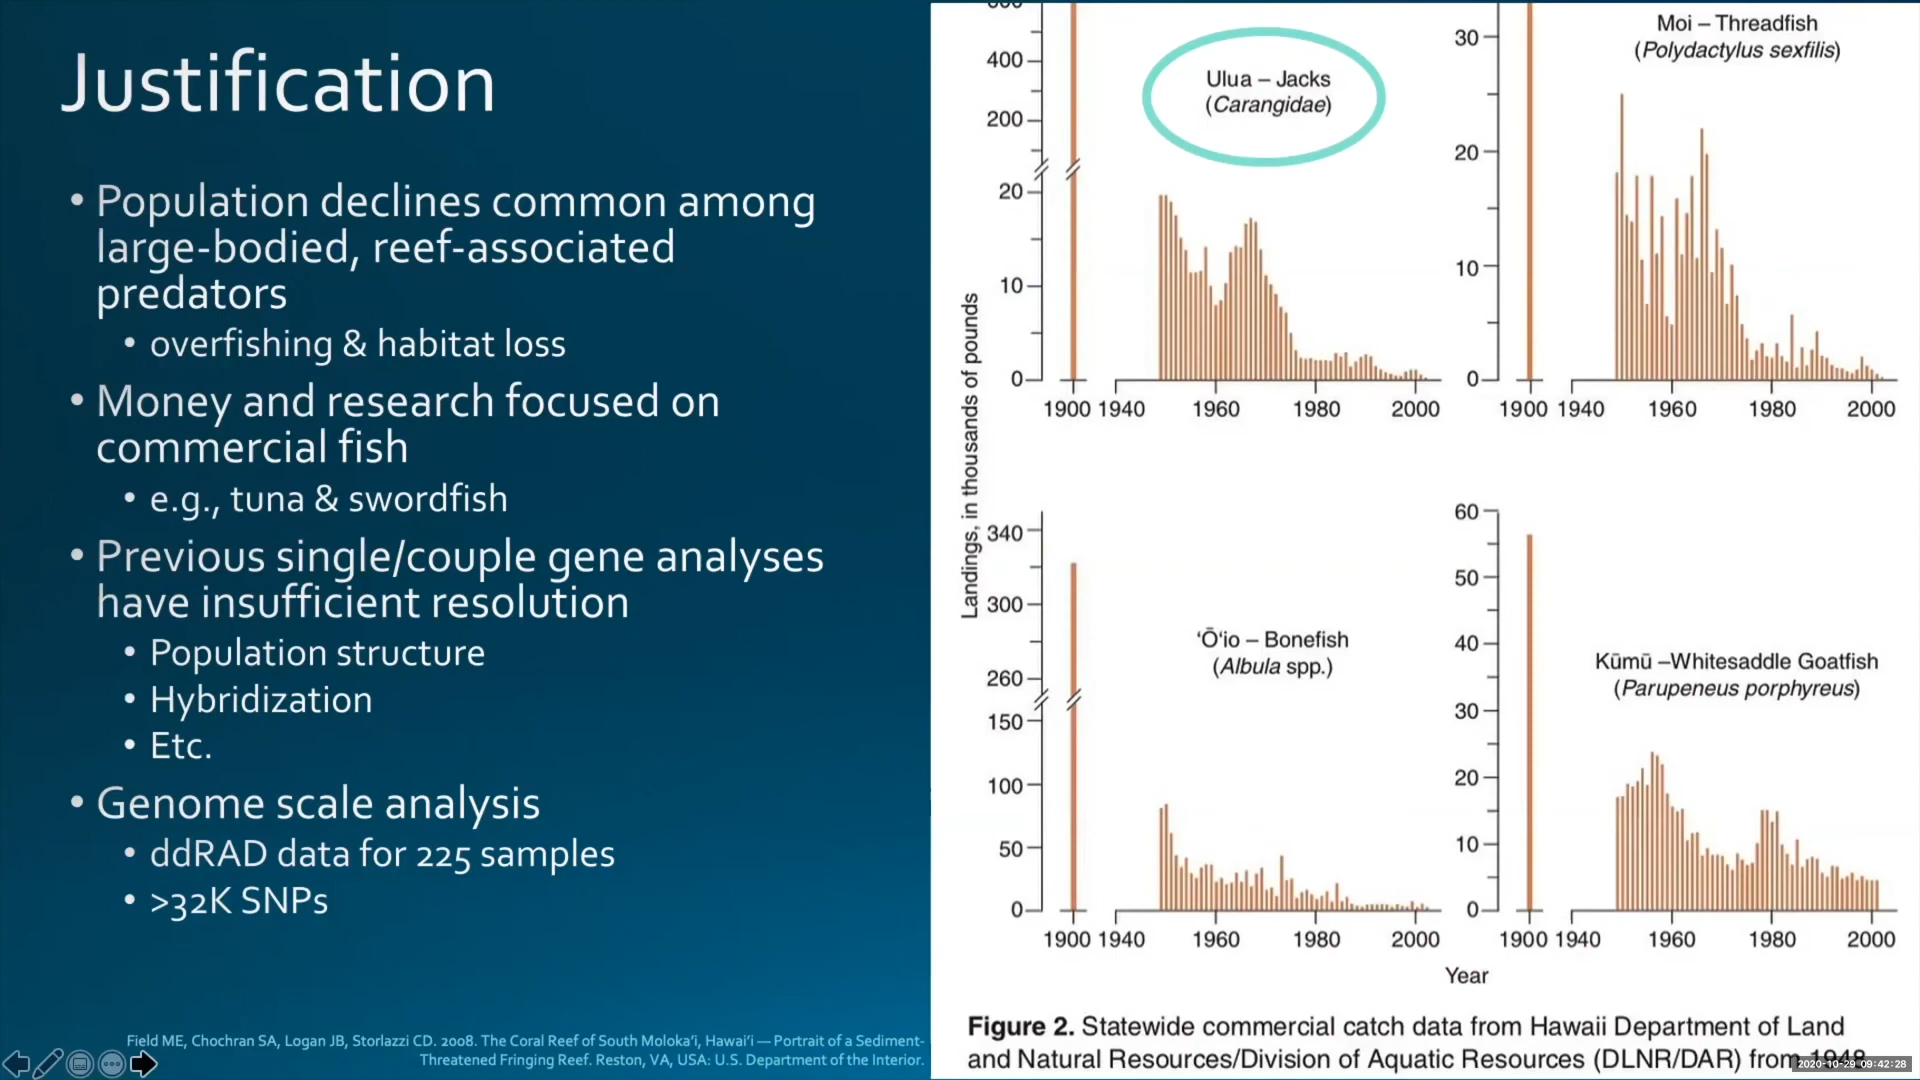 Justification
• Population declines common among
large-bodied, reef-associated
predators
• overfishing & habitat loss
• Money and research focused on
commercial fish
• e.g., tuna & swordfish
• Previous single/couple gene analyses
have insufficient resolution
• Population structure
• Hybridization
• Etc.
• Genome scale analysis
• ddRAD data for 225 samples
• >32K SNPs
Field ME, Chochran SA, Logan JB, Storlazzi CD. 2008. The Coral Reef of South Moloka'i, Hawai'i — Portrait of a Sediment-
Threatened Fringing Reef. Reston, VA, USA: U.S. Department of the Interior.
Landings, in thousands of pounds
400
200
20
10
0
Ulua – Jacks
(Carangidae)
1900 1940 1960 1980 2000
30
20
10
0
Moi – Threadfish
(Polydactylus sexfilis)
1900 1940 1960 1980 2000
340
300
260
150
100
50
0
ʻŌʻio – Bonefish
(Albula spp.)
1900 1940 1960 1980 2000
60
50
40
30
20
10
0
Kūmū –Whitesaddle Goatfish
(Parupeneus porphyreus)
1900 1940 1960 1980 2000
Year
Figure 2. Statewide commercial catch data from Hawaii Department of Land
and Natural Resources/Division of Aquatic Resources (DLNR/DAR) from 1948
2020-10-29 09:42:28